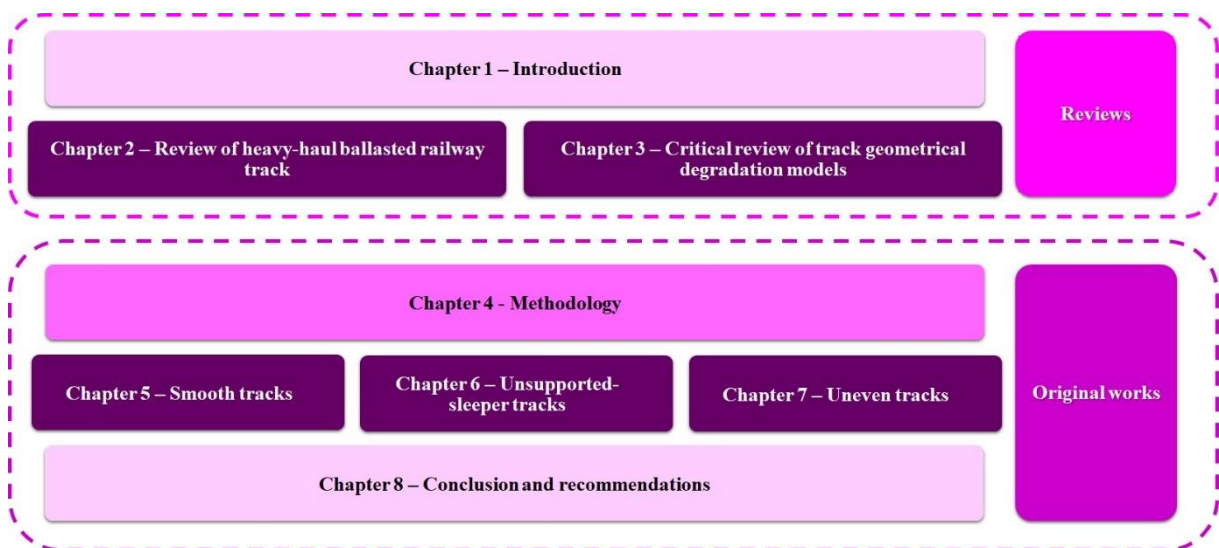 Chapter 1 – Introduction
Reviews
Chapter 2 – Review of heavy-haul ballasted railway
track
Chapter 3 – Critical review of track geometrical
degradation models
Chapter 4 - Methodology
Chapter 5 – Smooth tracks
Chapter 6 – Unsupported-
sleeper tracks
Chapter 7 – Uneven tracks
Original works
Chapter 8 – Conclusion and recommendations